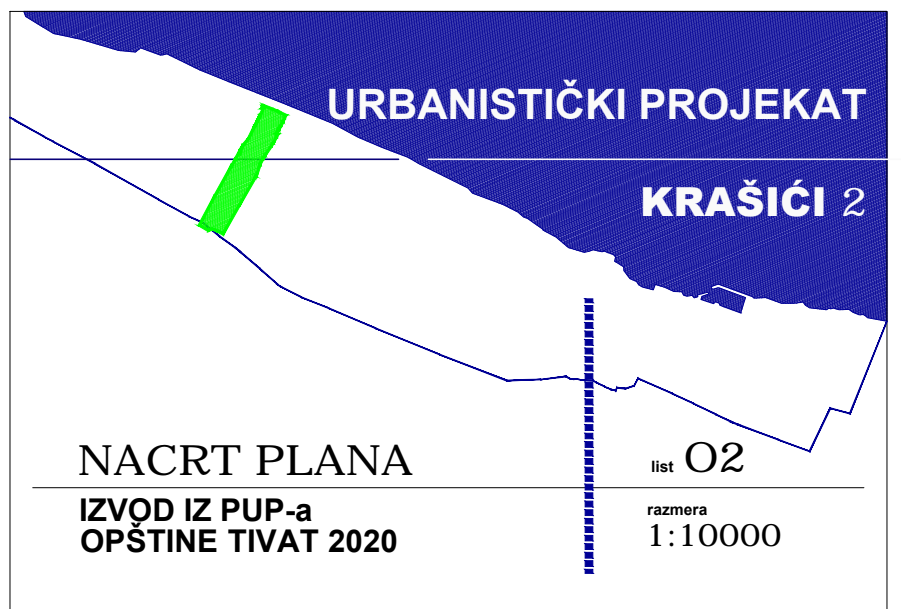 URBANISTIČKI PROJEKAT
KRAŠIĆI 2
NACRT PLANA
list O2
IZVOD IZ PUP-a
OPŠTINE TIVAT 2020
razmera
1:10000